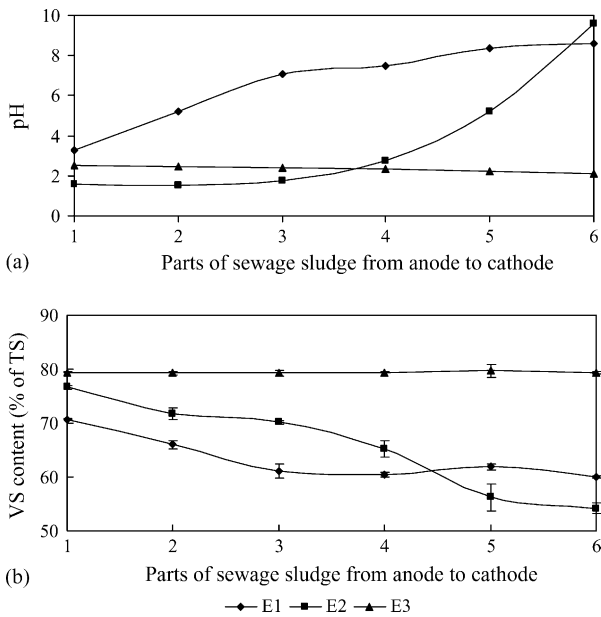 10
8
6
4
2
0
pH
1 2 3 4 5 6
(a)
Parts of sewage sludge from anode to cathode
90
80
70
60
50
VS content (% of TS)
1 2 3 4 5 6
(b)
Parts of sewage sludge from anode to cathode
E1 E2 E3